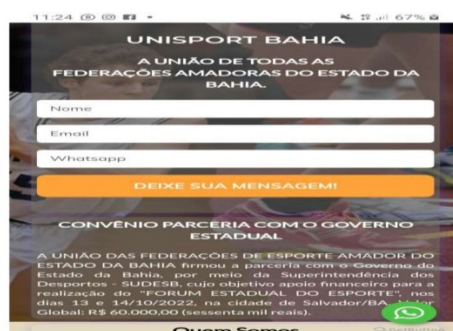 11:24
67%
UNISPORT BAHIA
A UNIÃO DE TODAS AS
FEDERAÇÕES AMADORAS DO ESTADO DA
BAHIA.
Nome
Email
Whatsapp
DEIXE SUA MENSAGEM!
CONVÊNIO PARCERIA COM O GOVERNO
ESTADUAL
A UNIÃO DAS FEDERAÇÕES DE ESPORTE AMADOR DO
ESTADO DA BAHIA firmou a parceria com o Governo do
Estado da Bahia, por meio da Superintendência dos
Desportos - SUDESB, cujo objetivo apoio financeiro para a
realização do "FORUM ESTADUAL DO ESPORTE", nos
dias 13 e 14/10/2022, na cidade de Salvador/BA
Global: R$ 60.000,00 (sessenta mil reais).
Quem Somos